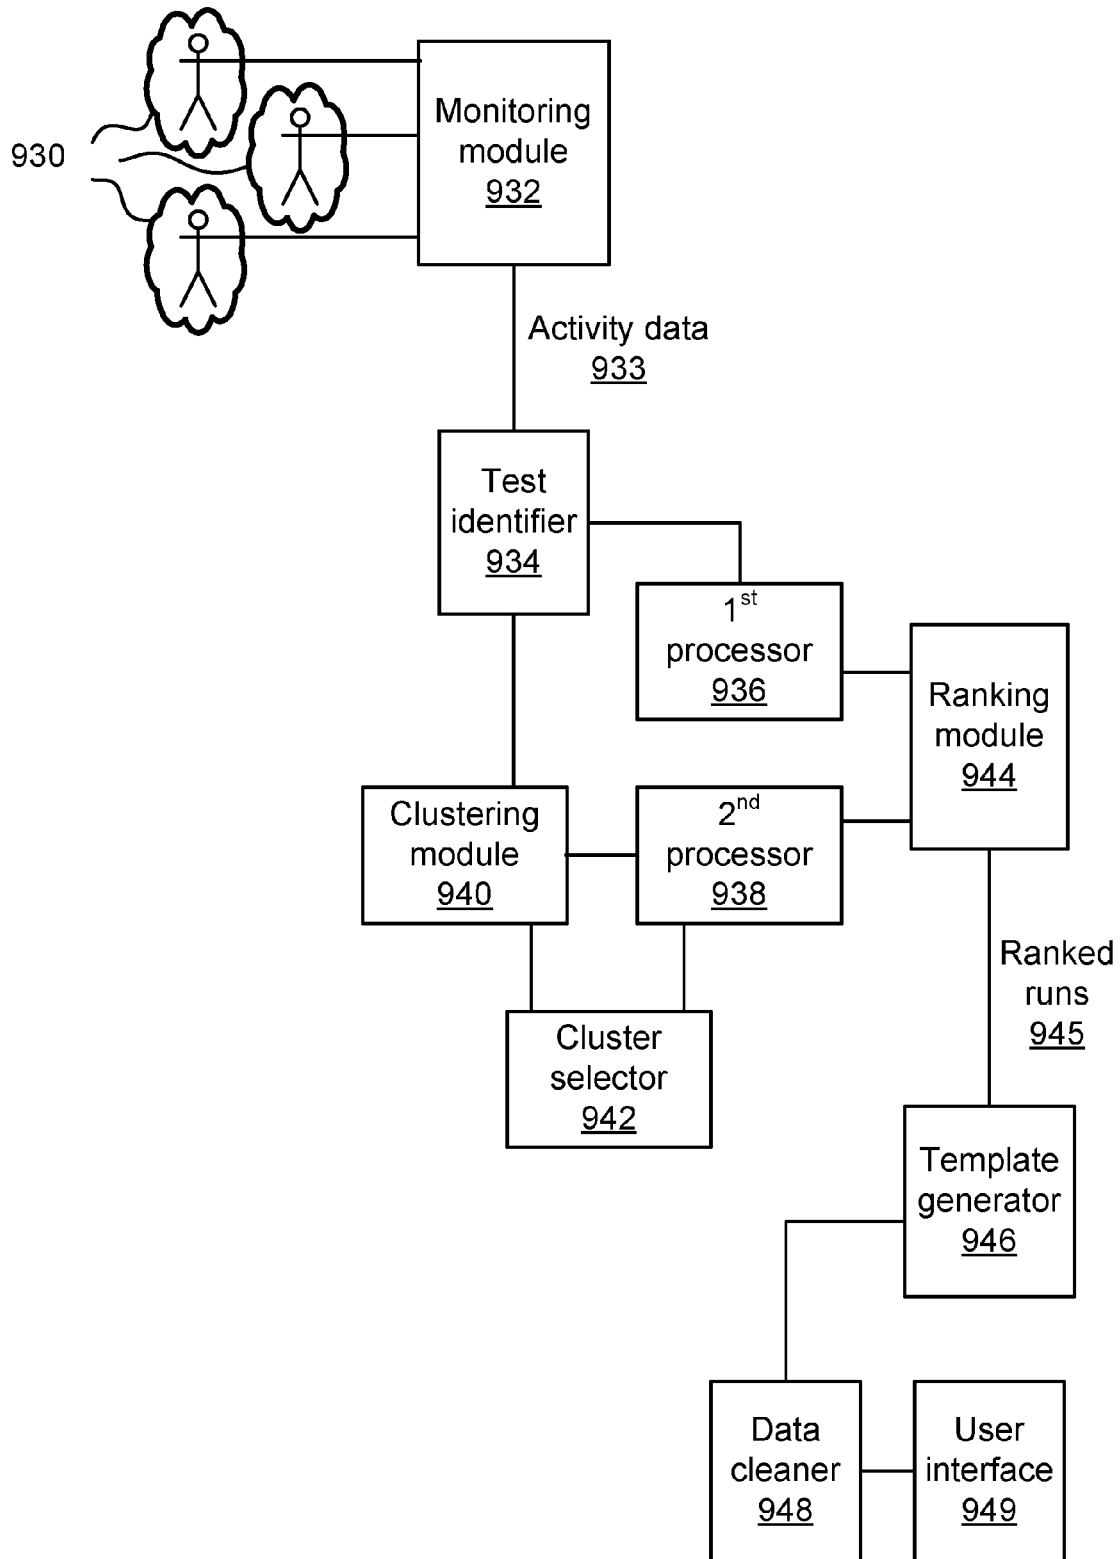 930
Monitoring
module
932
Activity data
933
Test
identifier
934
1st
processor
936
Ranking
module
944
Clustering
module
940
2nd
processor
938
Ranked
runs
945
Cluster
selector
942
Template
generator
946
Data
cleaner
948
User
interface
949